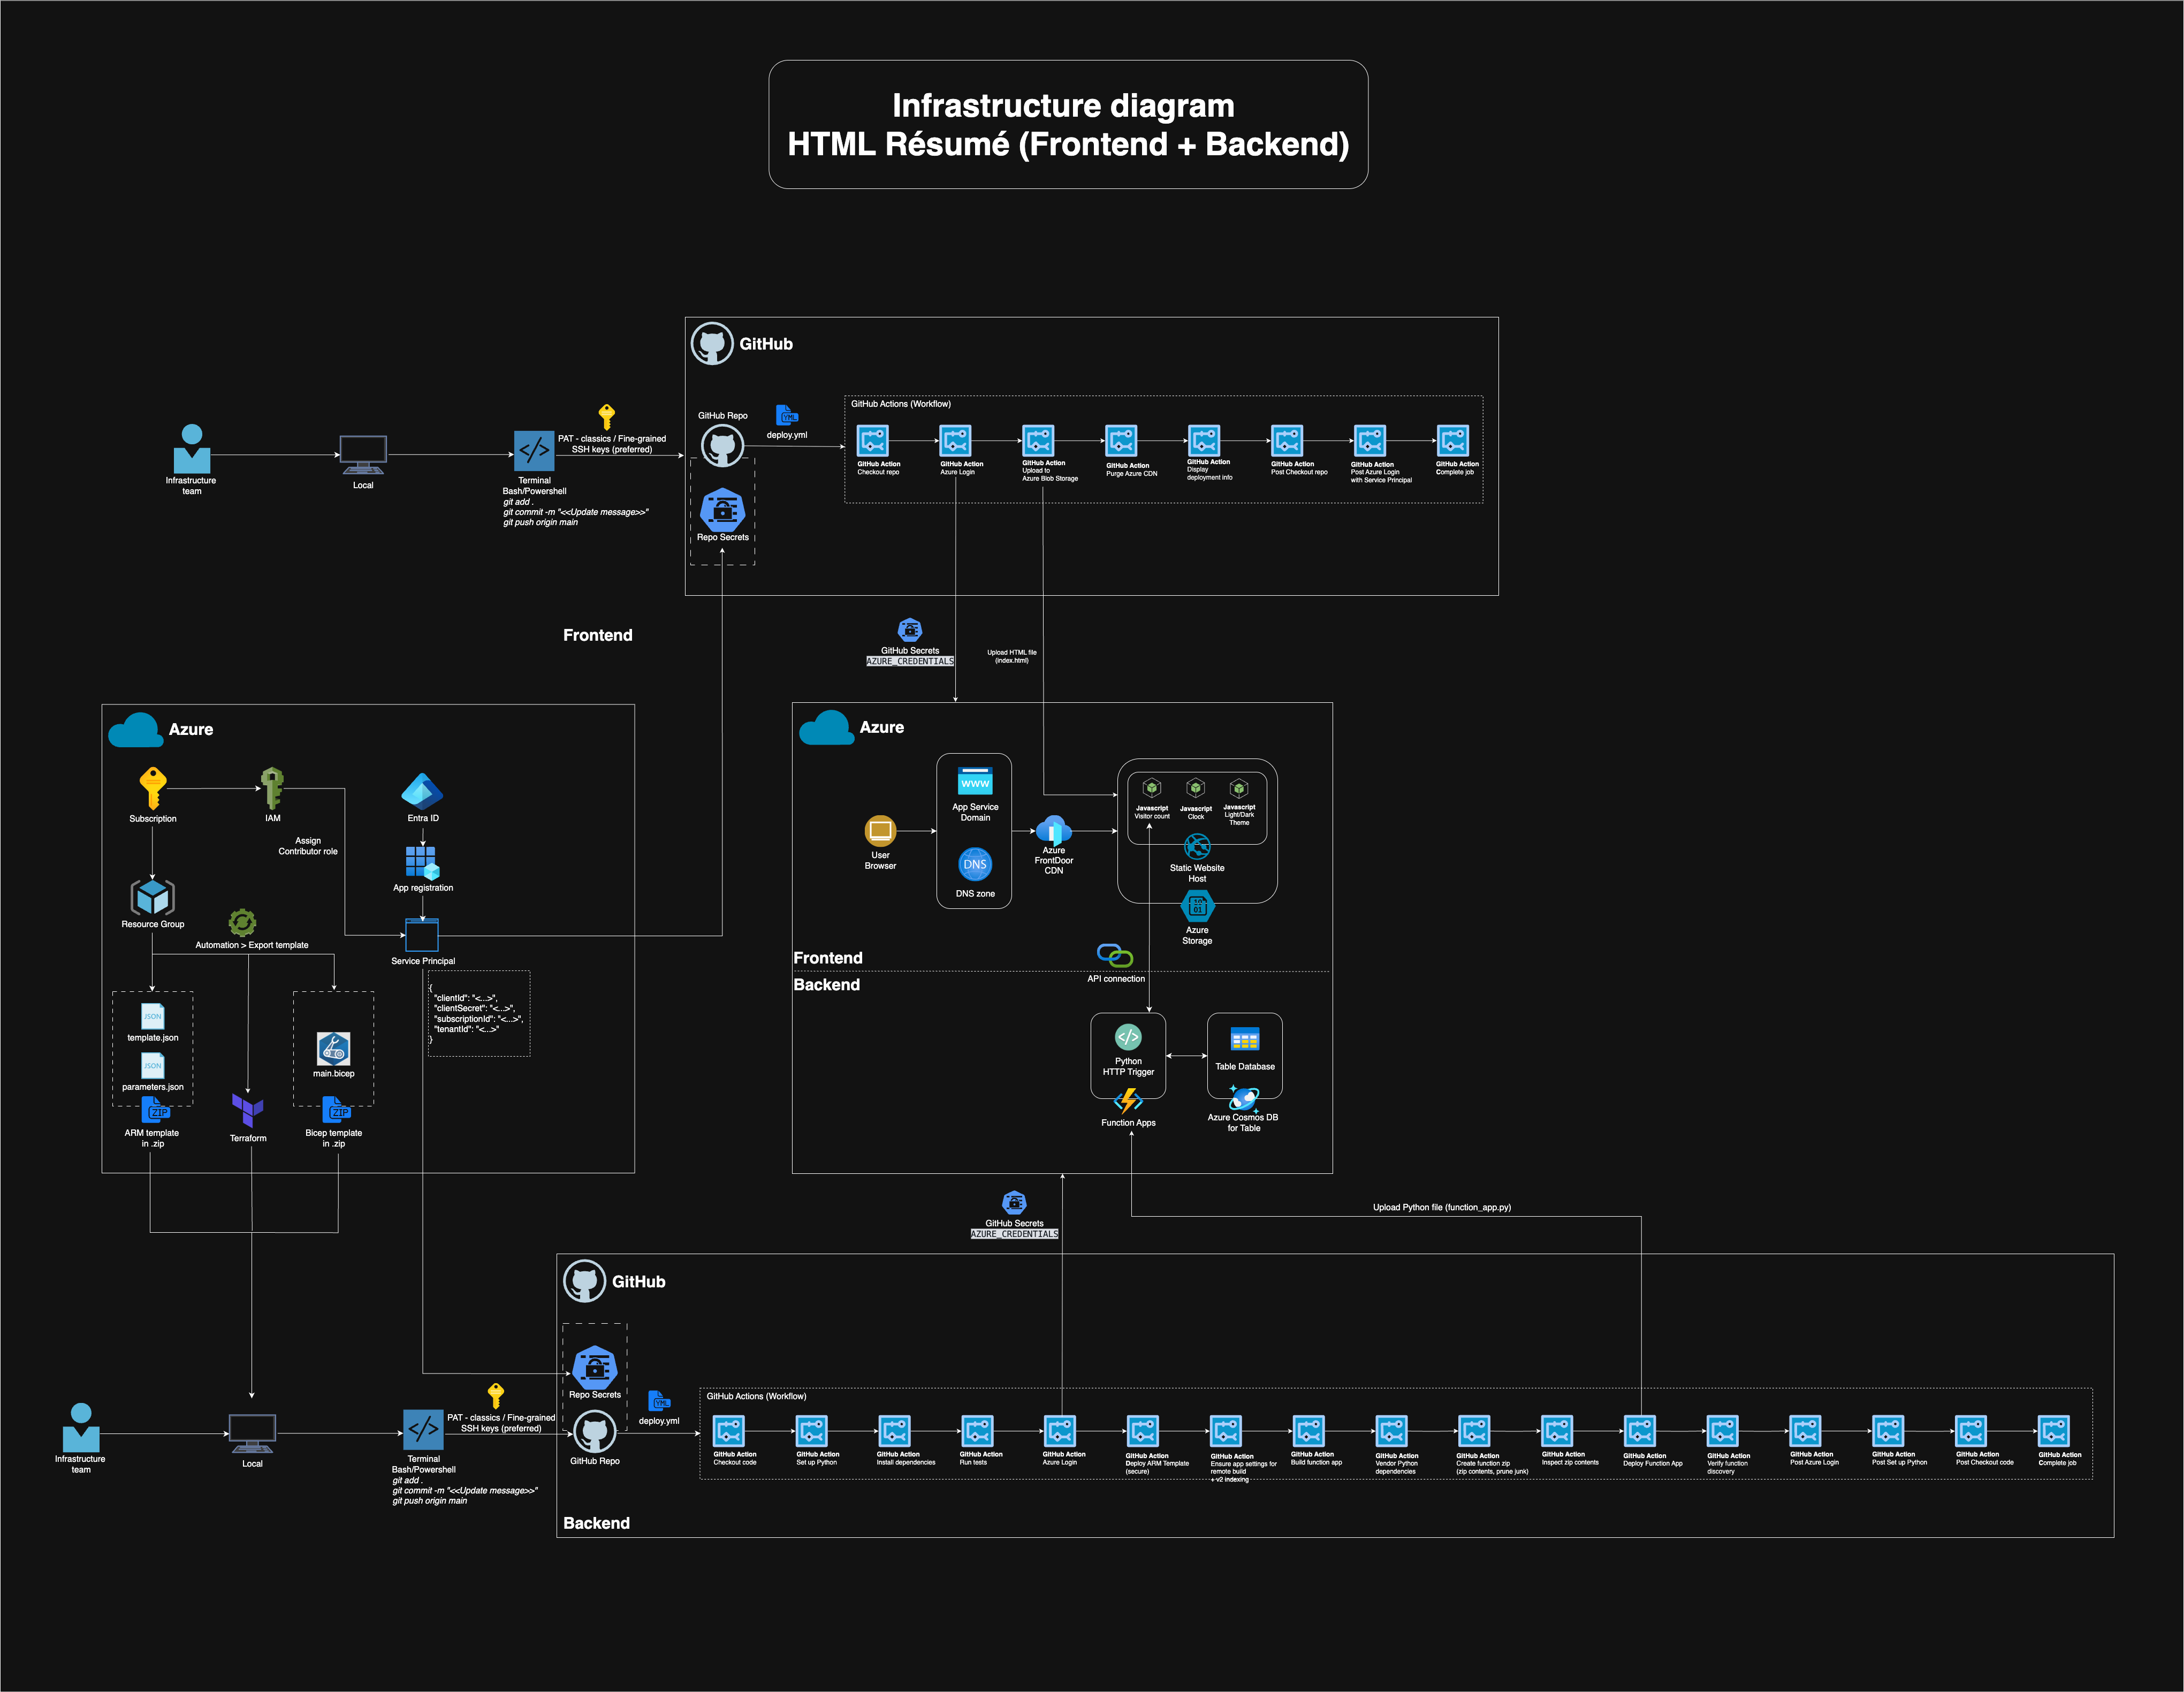 Infrastructure diagram
HTML Résumé (Frontend + Backend)
GitHub
GitHub Repo
YML
deploy.yml
Repo Secrets
GitHub Actions (Workflow)
GitHub Action
Checkout repo
GitHub Action
Azure Login
GitHub Action
Upload to
Azure Blob Storage
GitHub Action
Purge Azure CDN
GitHub Action
Display
deployment info
GitHub Action
Post Checkout repo
GitHub Action
Post Azure Login
with Service Principal
GitHub Action
Complete job
Infrastructure
team
Local
Terminal
Bash/Powershell
git add .
git commit -m "<<Update message>>"
git push origin main
PAT - classics / Fine-grained
SSH keys (preferred)
Frontend
GitHub Secrets
AZURE_CREDENTIALS
Upload HTML file
(index.html)
Azure
Subscription
IAM
Entra ID
Assign
Contributor role
App registration
Resource Group
Automation > Export template
Service Principal
{
"clientId": "<...>",
"clientSecret": "<...>",
"subscriptionId": "<...>",
"tenantId": "<...>"
}
JSON
template.json
JSON
parameters.json
ZIP
ARM template
in .zip
Terraform
main.bicep
ZIP
Bicep template
in .zip
Azure
User
Browser
www
App Service
Domain
DNS
DNS zone
Azure
FrontDoor
CDN
Javascript
Visitor count
Javascript
Clock
Javascript
Light/Dark
Theme
Static Website
Host
10
01
Azure
Storage
Frontend
Backend
API connection
Python
HTTP Trigger
Function Apps
Table Database
Azure Cosmos DB
for Table
GitHub Secrets
AZURE_CREDENTIALS
Upload Python file (function_app.py)
GitHub
Repo Secrets
GitHub Repo
YML
deploy.yml
Infrastructure
team
Local
Terminal
Bash/Powershell
git add .
git commit -m "<<Update message>>"
git push origin main
PAT - classics / Fine-grained
SSH keys (preferred)
GitHub Actions (Workflow)
GitHub Action
Checkout code
GitHub Action
Set up Python
GitHub Action
Install dependencies
GitHub Action
Run tests
GitHub Action
Azure Login
GitHub Action
Deploy ARM Template
(secure)
GitHub Action
Ensure app settings for
remote build
+ v2 indexing
GitHub Action
Build function app
GitHub Action
Vendor Python
dependencies
GitHub Action
Create function zip
(zip contents, prune junk)
GitHub Action
Inspect zip contents
GitHub Action
Deploy Function App
GitHub Action
Verify function
discovery
GitHub Action
Post Azure Login
GitHub Action
Post Set up Python
GitHub Action
Post Checkout code
GitHub Action
Complete job
Backend